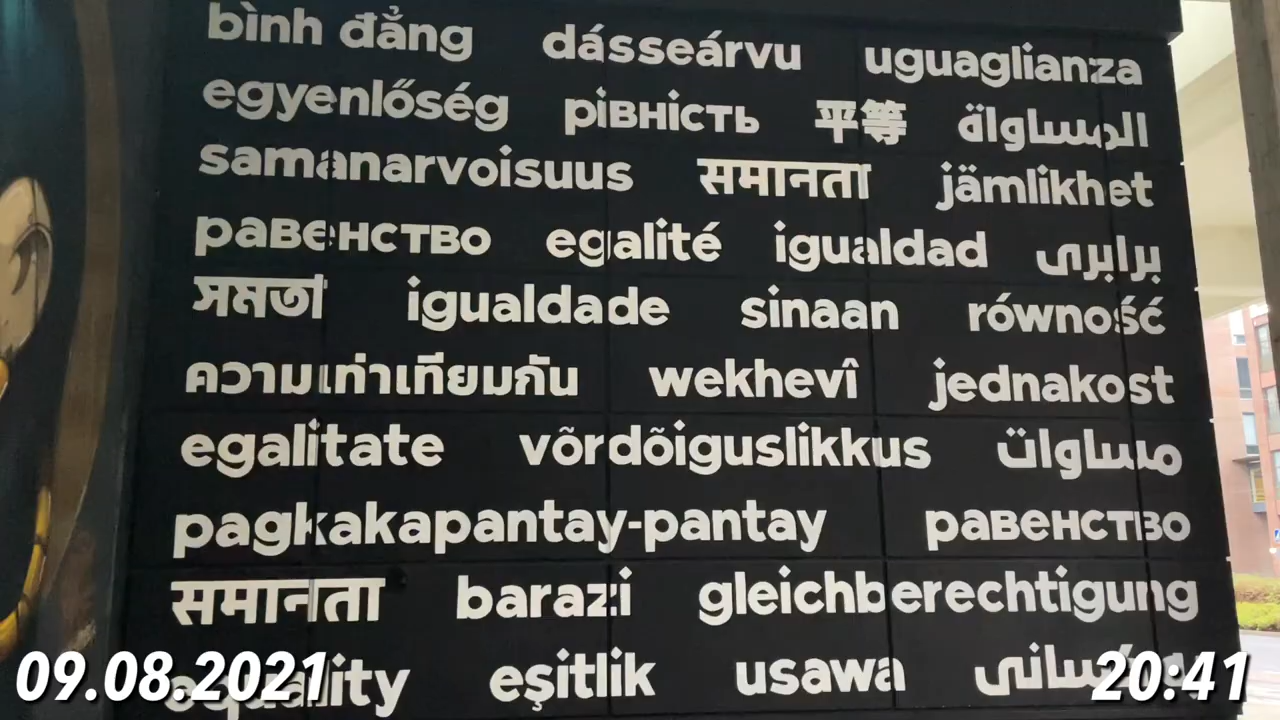 bình đẳng dásseárvu uguaglianza
egyenlőség рівність 平等 المساواة
samanarvoisuus समानता jämlikhet
равенство egalité igualdad برابری
সমতা igualdade sinaan równość
ความเท่าเทียมกัน wekhevî jednakost
egalitate võrdõiguslikkus مساوات
pagkakapantay-pantay равенство
समानता barazi gleichberechtigung
equality eşitlik usawa
09.08.2021 20:41